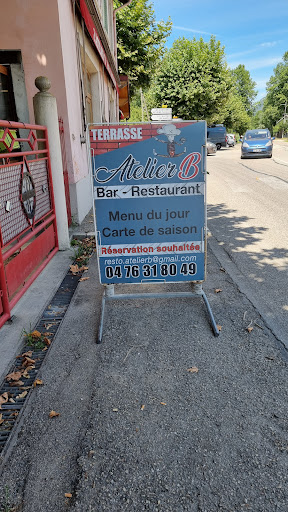 TERRASSE
Atelier B
Bar - Restaurant
Menu du jour
Carte de saison
Réservation souhaitée
resto.atelierb@gmail.com
04 76 31 80 49